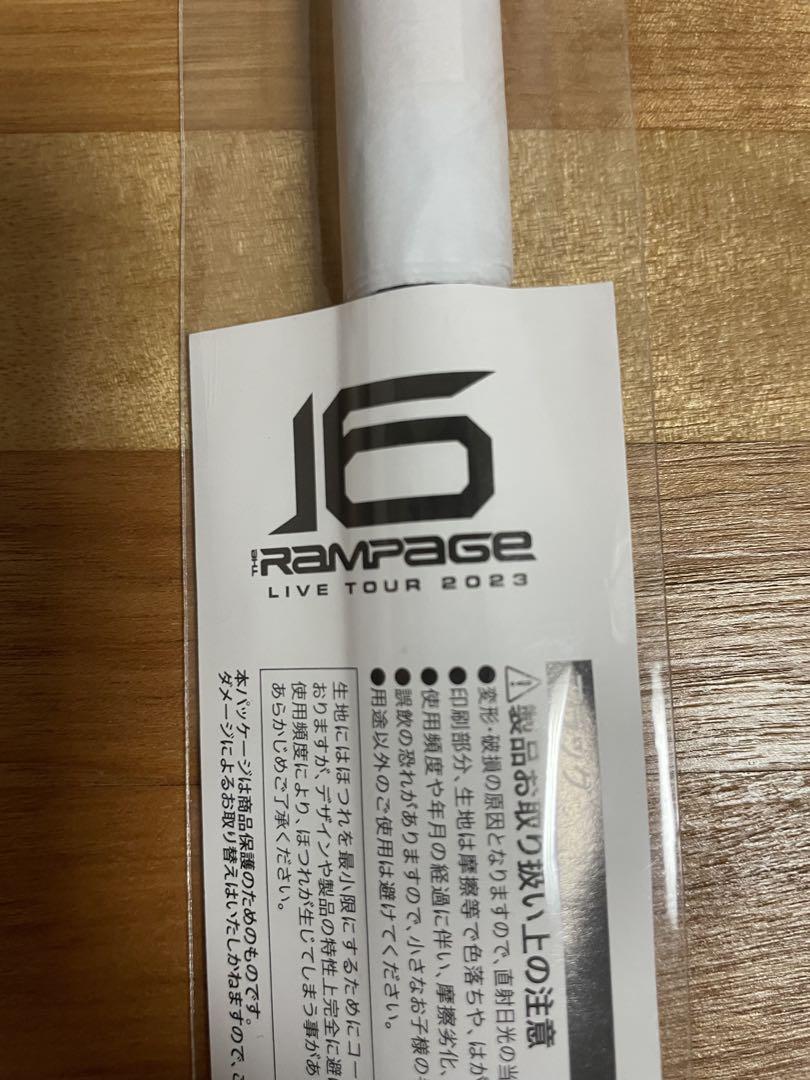 16
THE RAMPAGE
LIVE TOUR 2023
製品お取り扱い上の注意
●変形・破損の原因となりますので、直射日光の当
●印刷部分、生地は摩擦等で色落ちや、はが
●使用頻度や年月の経過に伴い、摩擦劣化、
●誤飲の恐れがありますので、小さなお子様の
●用途以外のご使用は避けてください。
生地にはほつれを最小限にするためにコー
おりますが、デザインや製品の特性上完全に避
使用頻度により、ほつれが生じてしまう事があ
あらかじめご了承ください。
本パッケージは商品保護のためのものです。
ダメージによるお取り替えはいたしかねますので、